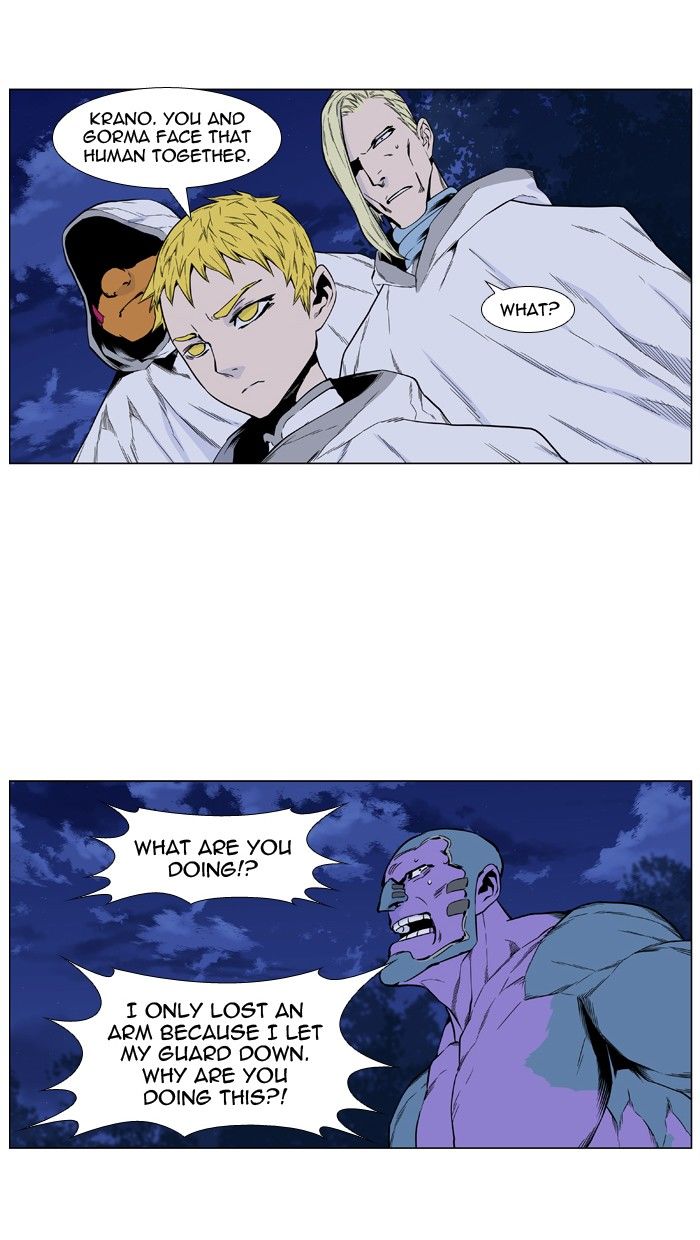 KRANO. YOU AND
GORMA FACE THAT
HUMAN TOGETHER.
WHAT?
WHAT ARE YOU
DOING!?
I ONLY LOST AN
ARM BECAUSE I LET
MY GUARD DOWN.
WHY ARE YOU
DOING THIS?!